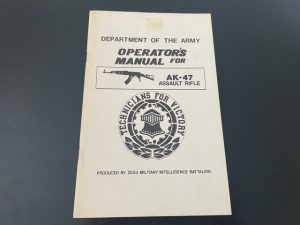 DEPARTMENT OF THE ARMY
OPERATOR'S
MANUAL FOR
AK-47
ASSAULT RIFLE
TECHNICIANS FOR VICTORY
PRODUCED BY 203d MILITARY INTELLIGENCE BATTALION